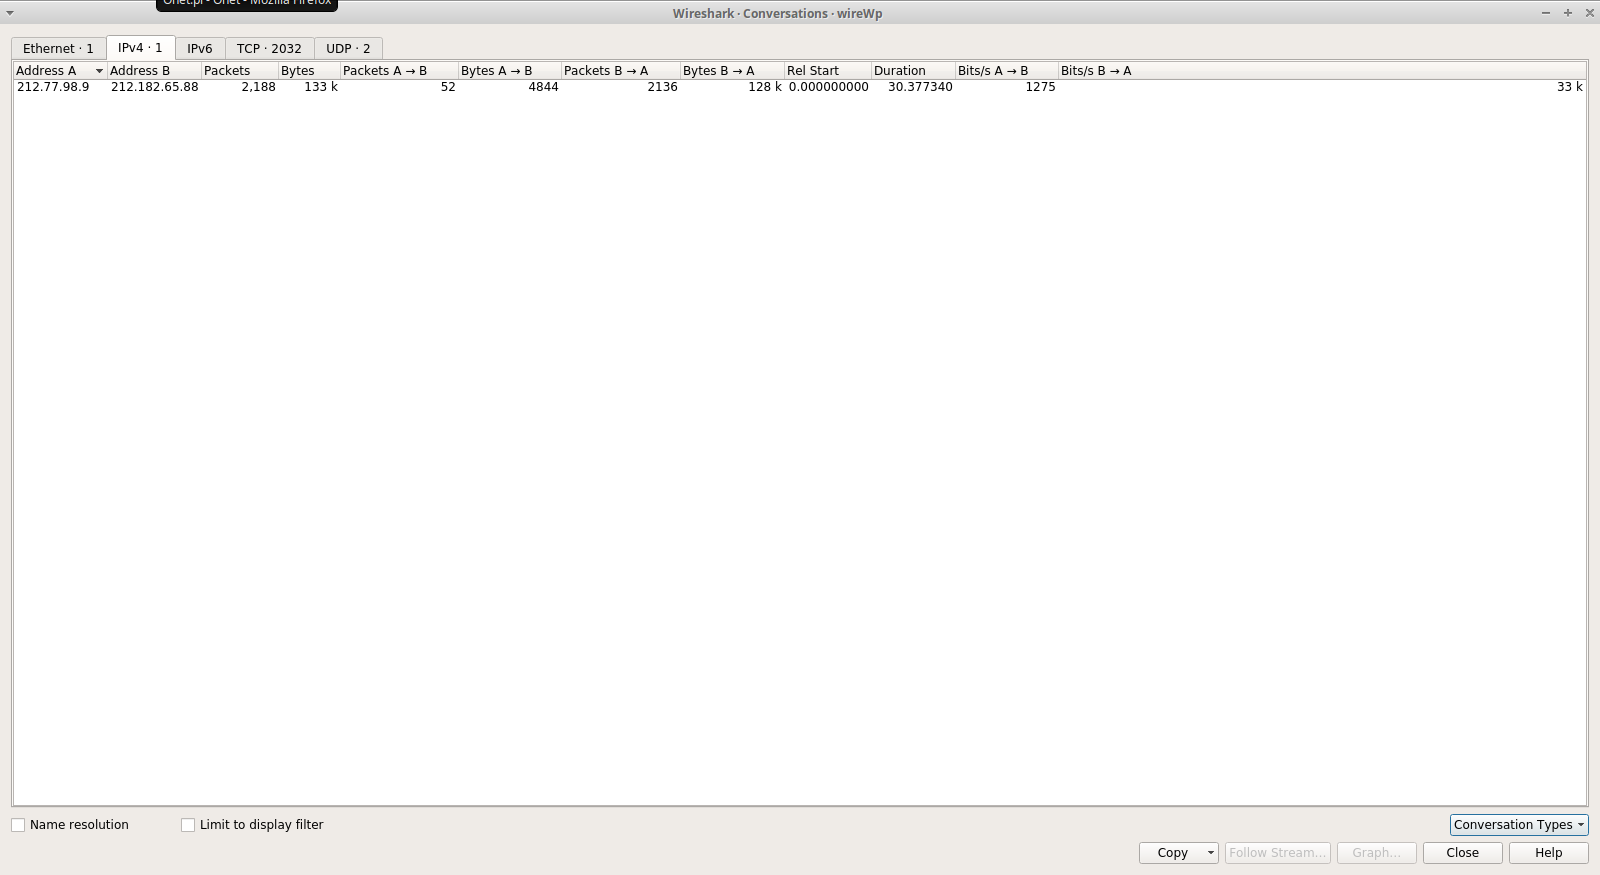 Onet.pl - Onet - Mozilla Firefox
Wireshark · Conversations · wireWp
Ethernet · 1 IPv4 · 1 IPv6 TCP · 2032 UDP · 2
Address A Address B Packets Bytes Packets A → B Bytes A → B Packets B → A Bytes B → A Rel Start Duration Bits/s A → B Bits/s B → A
212.77.98.9 212.182.65.88 2,188 133 k 52 4844 2136 128 k 0.000000000 30.377340 1275 33 k
Name resolution Limit to display filter Conversation Types
Copy Follow Stream... Graph... Close Help